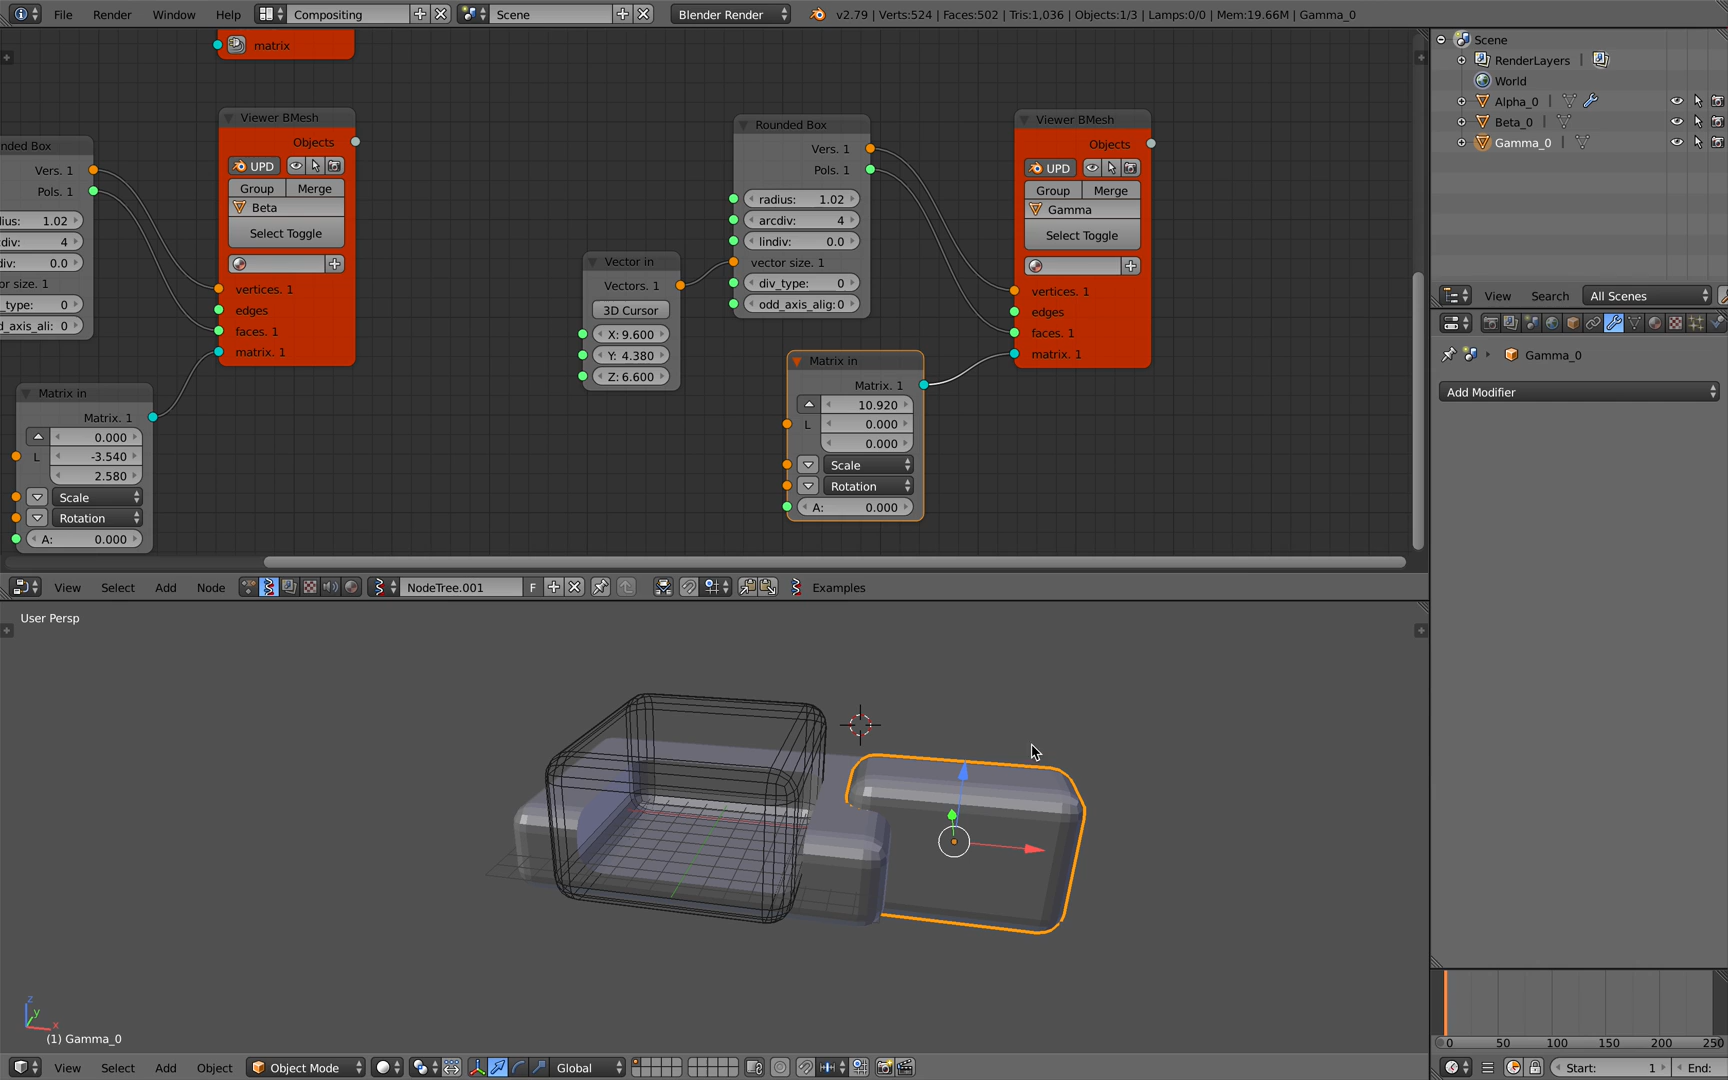 File Render Window Help Compositing Scene Blender Render v2.79 | Verts:524 | Faces:502 | Tris:1,036 | Objects:1/3 | Lamps:0/0 | Mem:19.66M | Gamma_0
matrix
nded Box
Vers. 1
Pols. 1
lius: 1.02
div: 4
div: 0.0
or size. 1
_type: 0
d_axis_ali: 0
Viewer BMesh
Objects
UPD
Group Merge
Beta
Select Toggle
vertices. 1
edges
faces. 1
matrix. 1
Matrix in
Matrix. 1
0.000
L -3.540
2.580
Scale
Rotation
A: 0.000
Vector in
Vectors. 1
3D Cursor
X: 9.600
Y: 4.380
Z: 6.600
Rounded Box
Vers. 1
Pols. 1
radius: 1.02
arcdiv: 4
lindiv: 0.0
vector size. 1
div_type: 0
odd_axis_alig: 0
Matrix in
Matrix. 1
10.920
L 0.000
0.000
Scale
Rotation
A: 0.000
Viewer BMesh
Objects
UPD
Group Merge
Gamma
Select Toggle
vertices. 1
edges
faces. 1
matrix. 1
View Select Add Node NodeTree.001 F Examples
User Persp
z
y
x
(1) Gamma_0
View Select Add Object Object Mode Global
Scene
RenderLayers
World
Alpha_0
Beta_0
Gamma_0
View Search All Scenes
Gamma_0
Add Modifier
0 50 100 150 200 250
Start: 1 End: